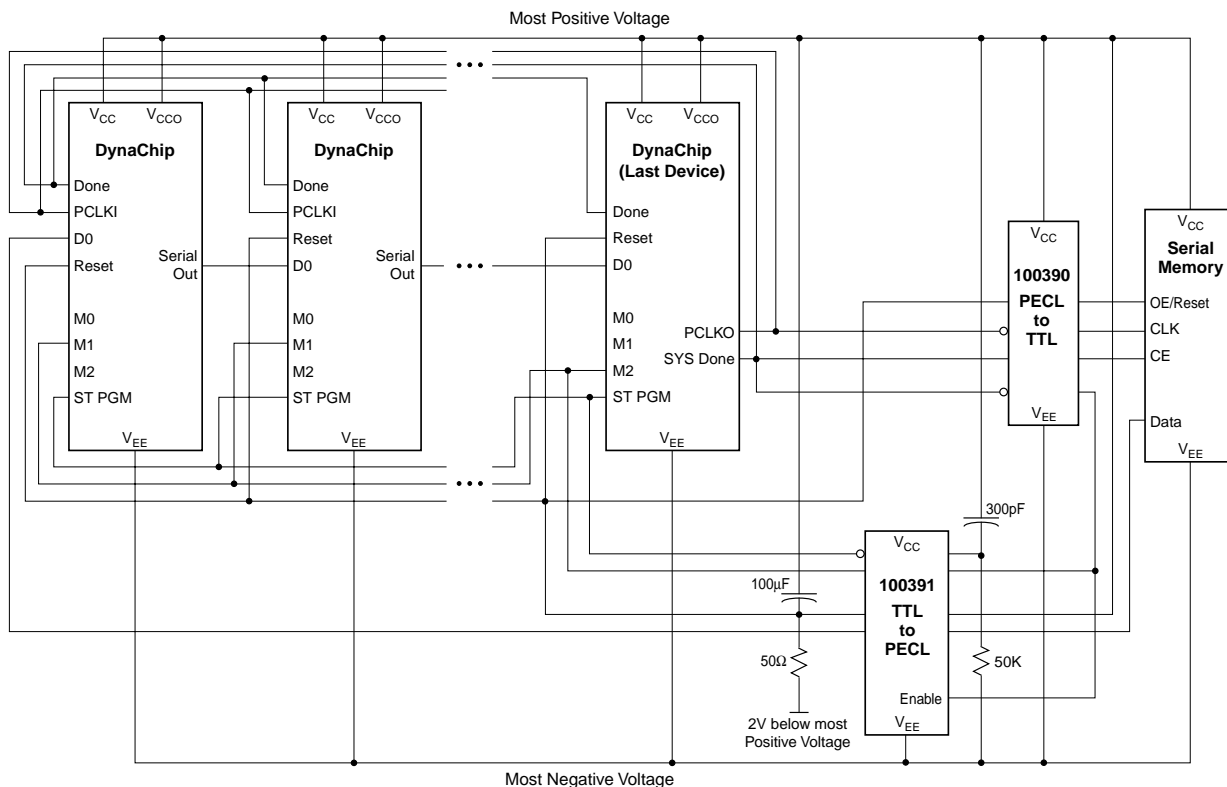 Most Positive Voltage
VCC VCCO
DynaChip
Done
PCLKI
D0
Reset
Serial
Out
M0
M1
M2
ST PGM
VEE
VCC VCCO
DynaChip
Done
PCLKI
Reset
D0
Serial
Out
M0
M1
M2
ST PGM
VEE
VCC VCCO
DynaChip
(Last Device)
Done
Reset
D0
M0
M1
M2
ST PGM
PCLKO
SYS Done
VEE
VCC
100390
PECL
to
TTL
VEE
VCC
Serial
Memory
OE/Reset
CLK
CE
Data
VEE
300pF
100µF
50Ω
2V below most
Positive Voltage
VCC
100391
TTL
to
PECL
Enable
VEE
50K
Most Negative Voltage